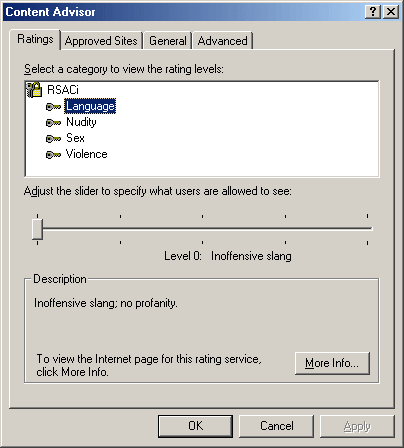 Content Advisor
Ratings Approved Sites General Advanced
Select a category to view the rating levels:
RSACi
Language
Nudity
Sex
Violence
Adjust the slider to specify what users are allowed to see:
Level 0: Inoffensive slang
Description
Inoffensive slang; no profanity.
To view the Internet page for this rating service,
click More Info.
More Info...
OK Cancel Apply